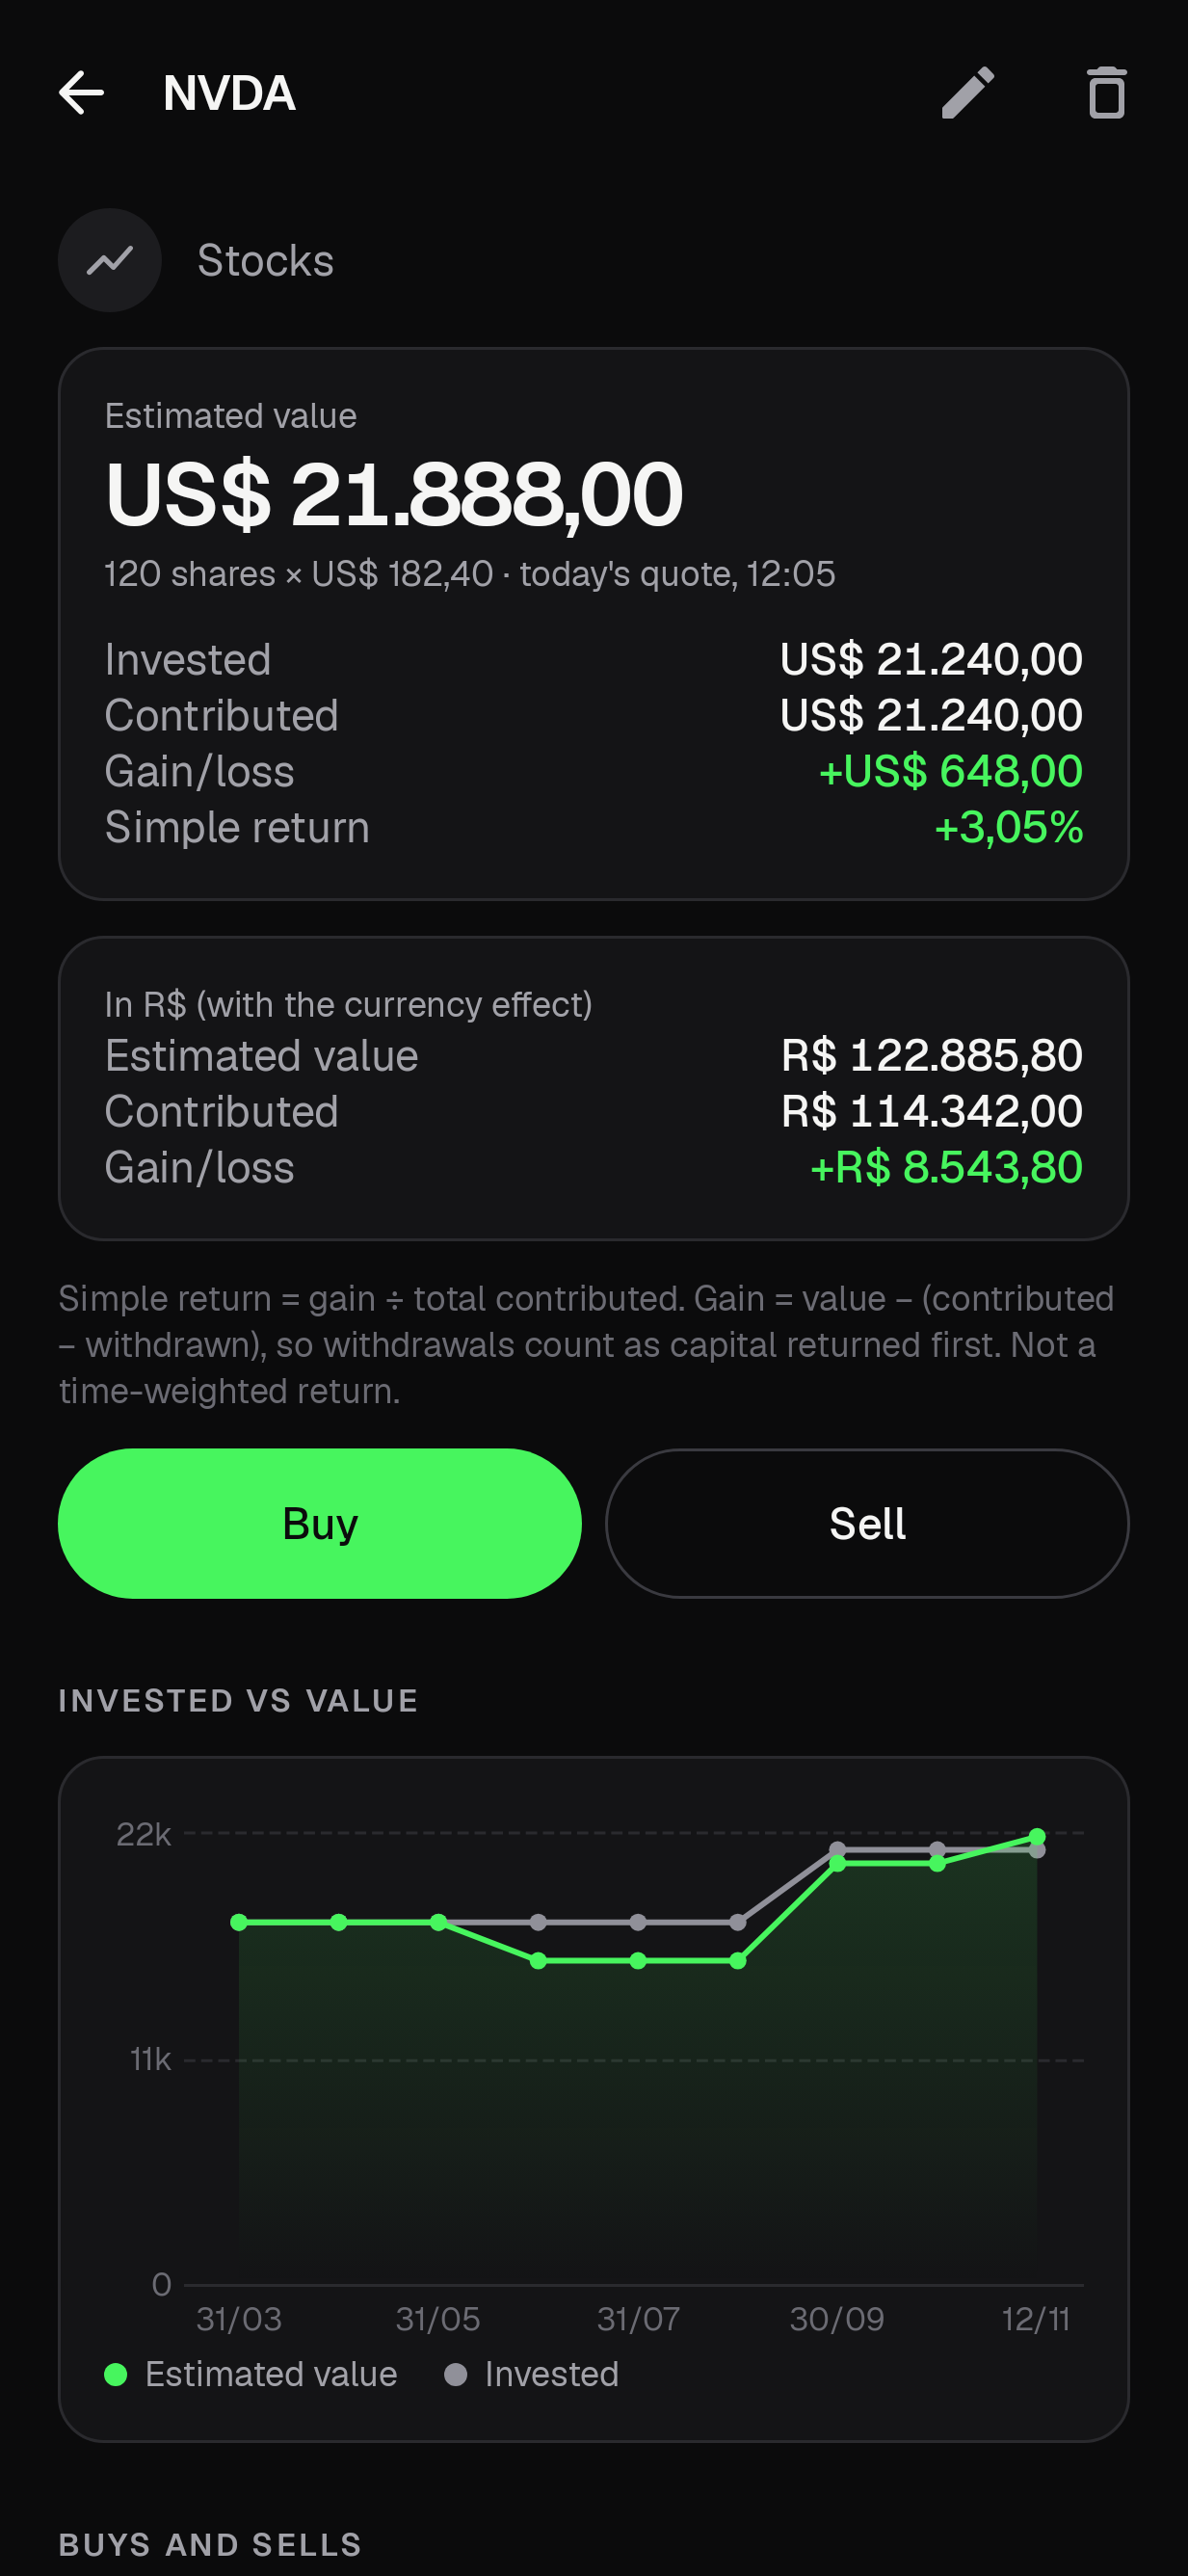 NVDA
Stocks
Estimated value
US$ 21.888,00
120 shares × US$ 182,40 · today's quote, 12:05
Invested US$ 21.240,00
Contributed US$ 21.240,00
Gain/loss +US$ 648,00
Simple return +3,05%
In R$ (with the currency effect)
Estimated value R$ 122.885,80
Contributed R$ 114.342,00
Gain/loss +R$ 8.543,80
Simple return = gain ÷ total contributed. Gain = value – (contributed
– withdrawn), so withdrawals count as capital returned first. Not a
time-weighted return.
Buy Sell
INVESTED VS VALUE
22k
11k
0
31/03 31/05 31/07 30/09 12/11
Estimated value Invested
BUYS AND SELLS